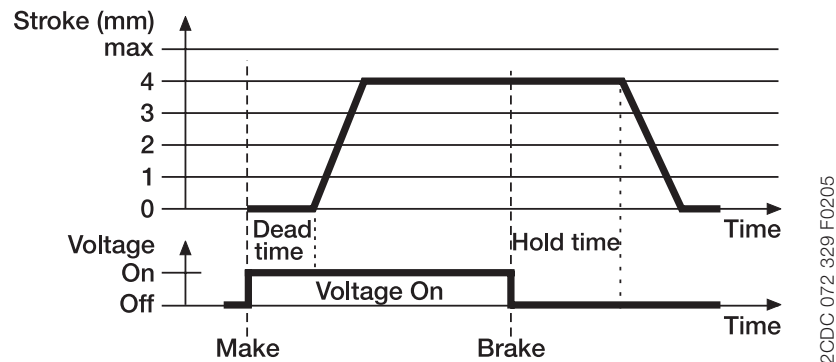 Stroke (mm)
max
4
3
2
1
0
Dead
time
Hold time
Time
Voltage
On
Off
Voltage On
Time
Make
Brake
2CDC 072 329 F0205